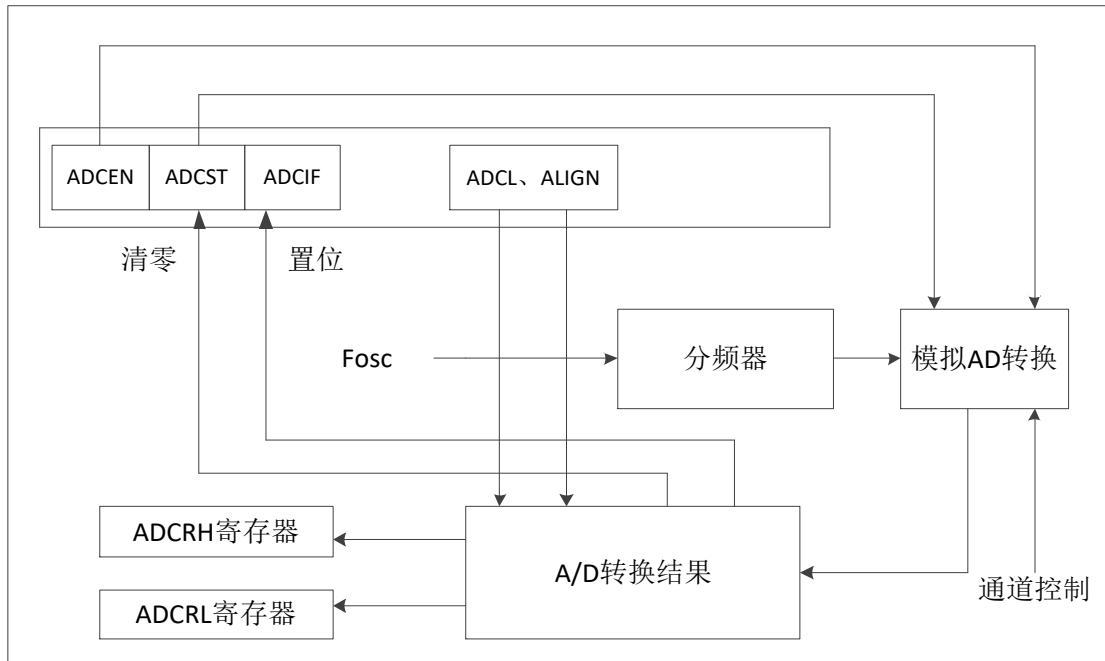 ADCEN
ADCST
ADCIF
ADCL、ALIGN
清零
置位
Fosc
分频器
模拟AD转换
ADCRH寄存器
A/D转换结果
ADCRL寄存器
通道控制